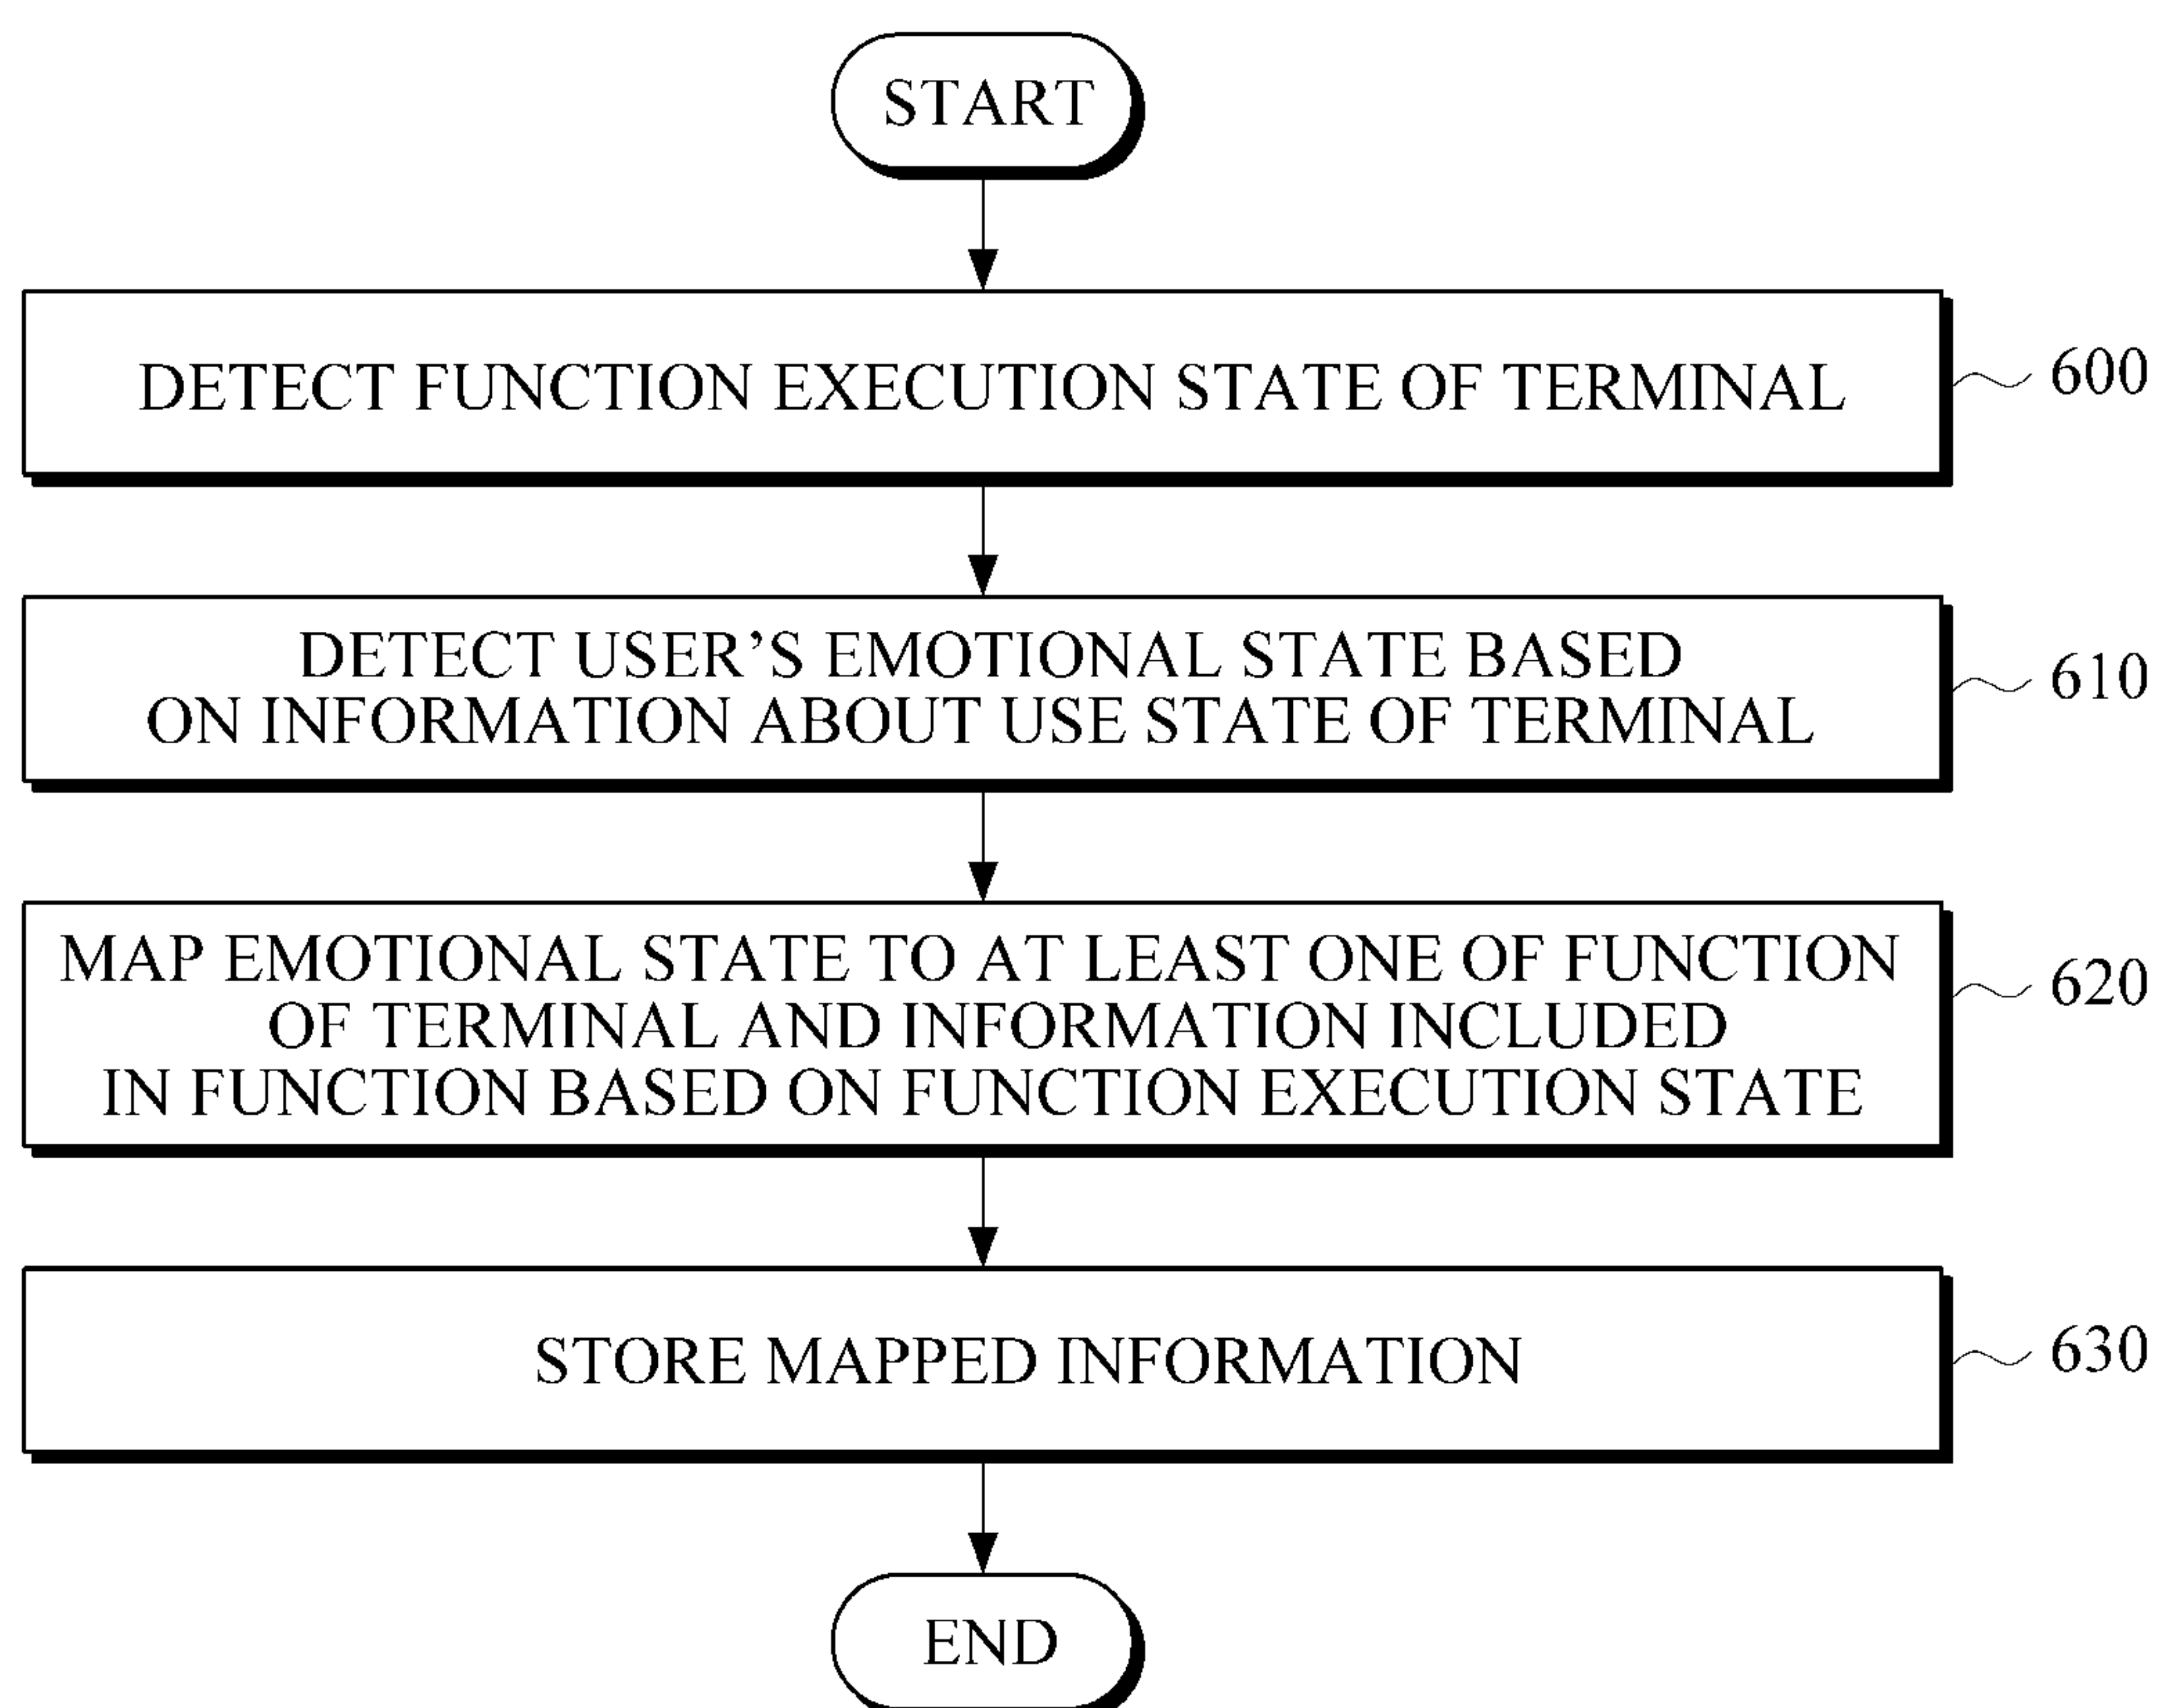 START
DETECT FUNCTION EXECUTION STATE OF TERMINAL
600
DETECT USER’S EMOTIONAL STATE BASED
ON INFORMATION ABOUT USE STATE OF TERMINAL
610
MAP EMOTIONAL STATE TO AT LEAST ONE OF FUNCTION
OF TERMINAL AND INFORMATION INCLUDED
IN FUNCTION BASED ON FUNCTION EXECUTION STATE
620
STORE MAPPED INFORMATION
630
END